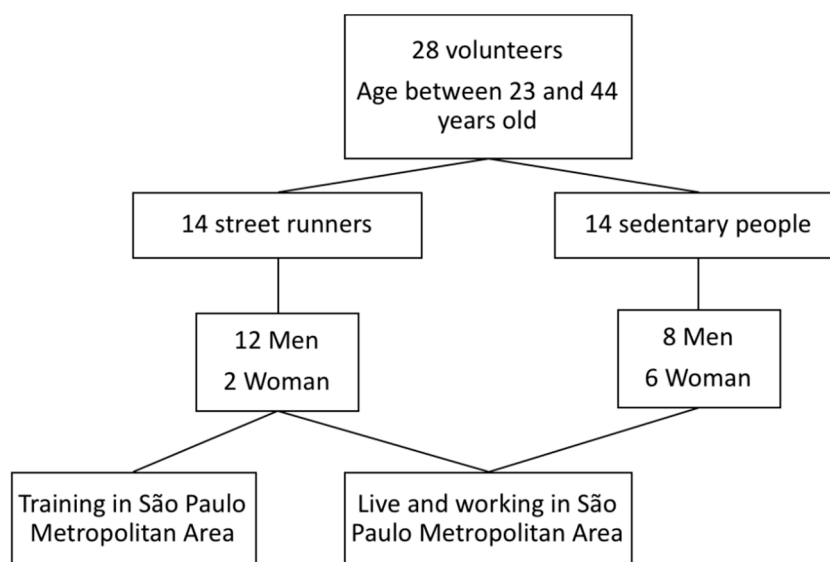 28 volunteers
Age between 23 and 44
years old
14 street runners
14 sedentary people
12 Men
2 Woman
8 Men
6 Woman
Training in São Paulo
Metropolitan Area
Live and working in São
Paulo Metropolitan Area